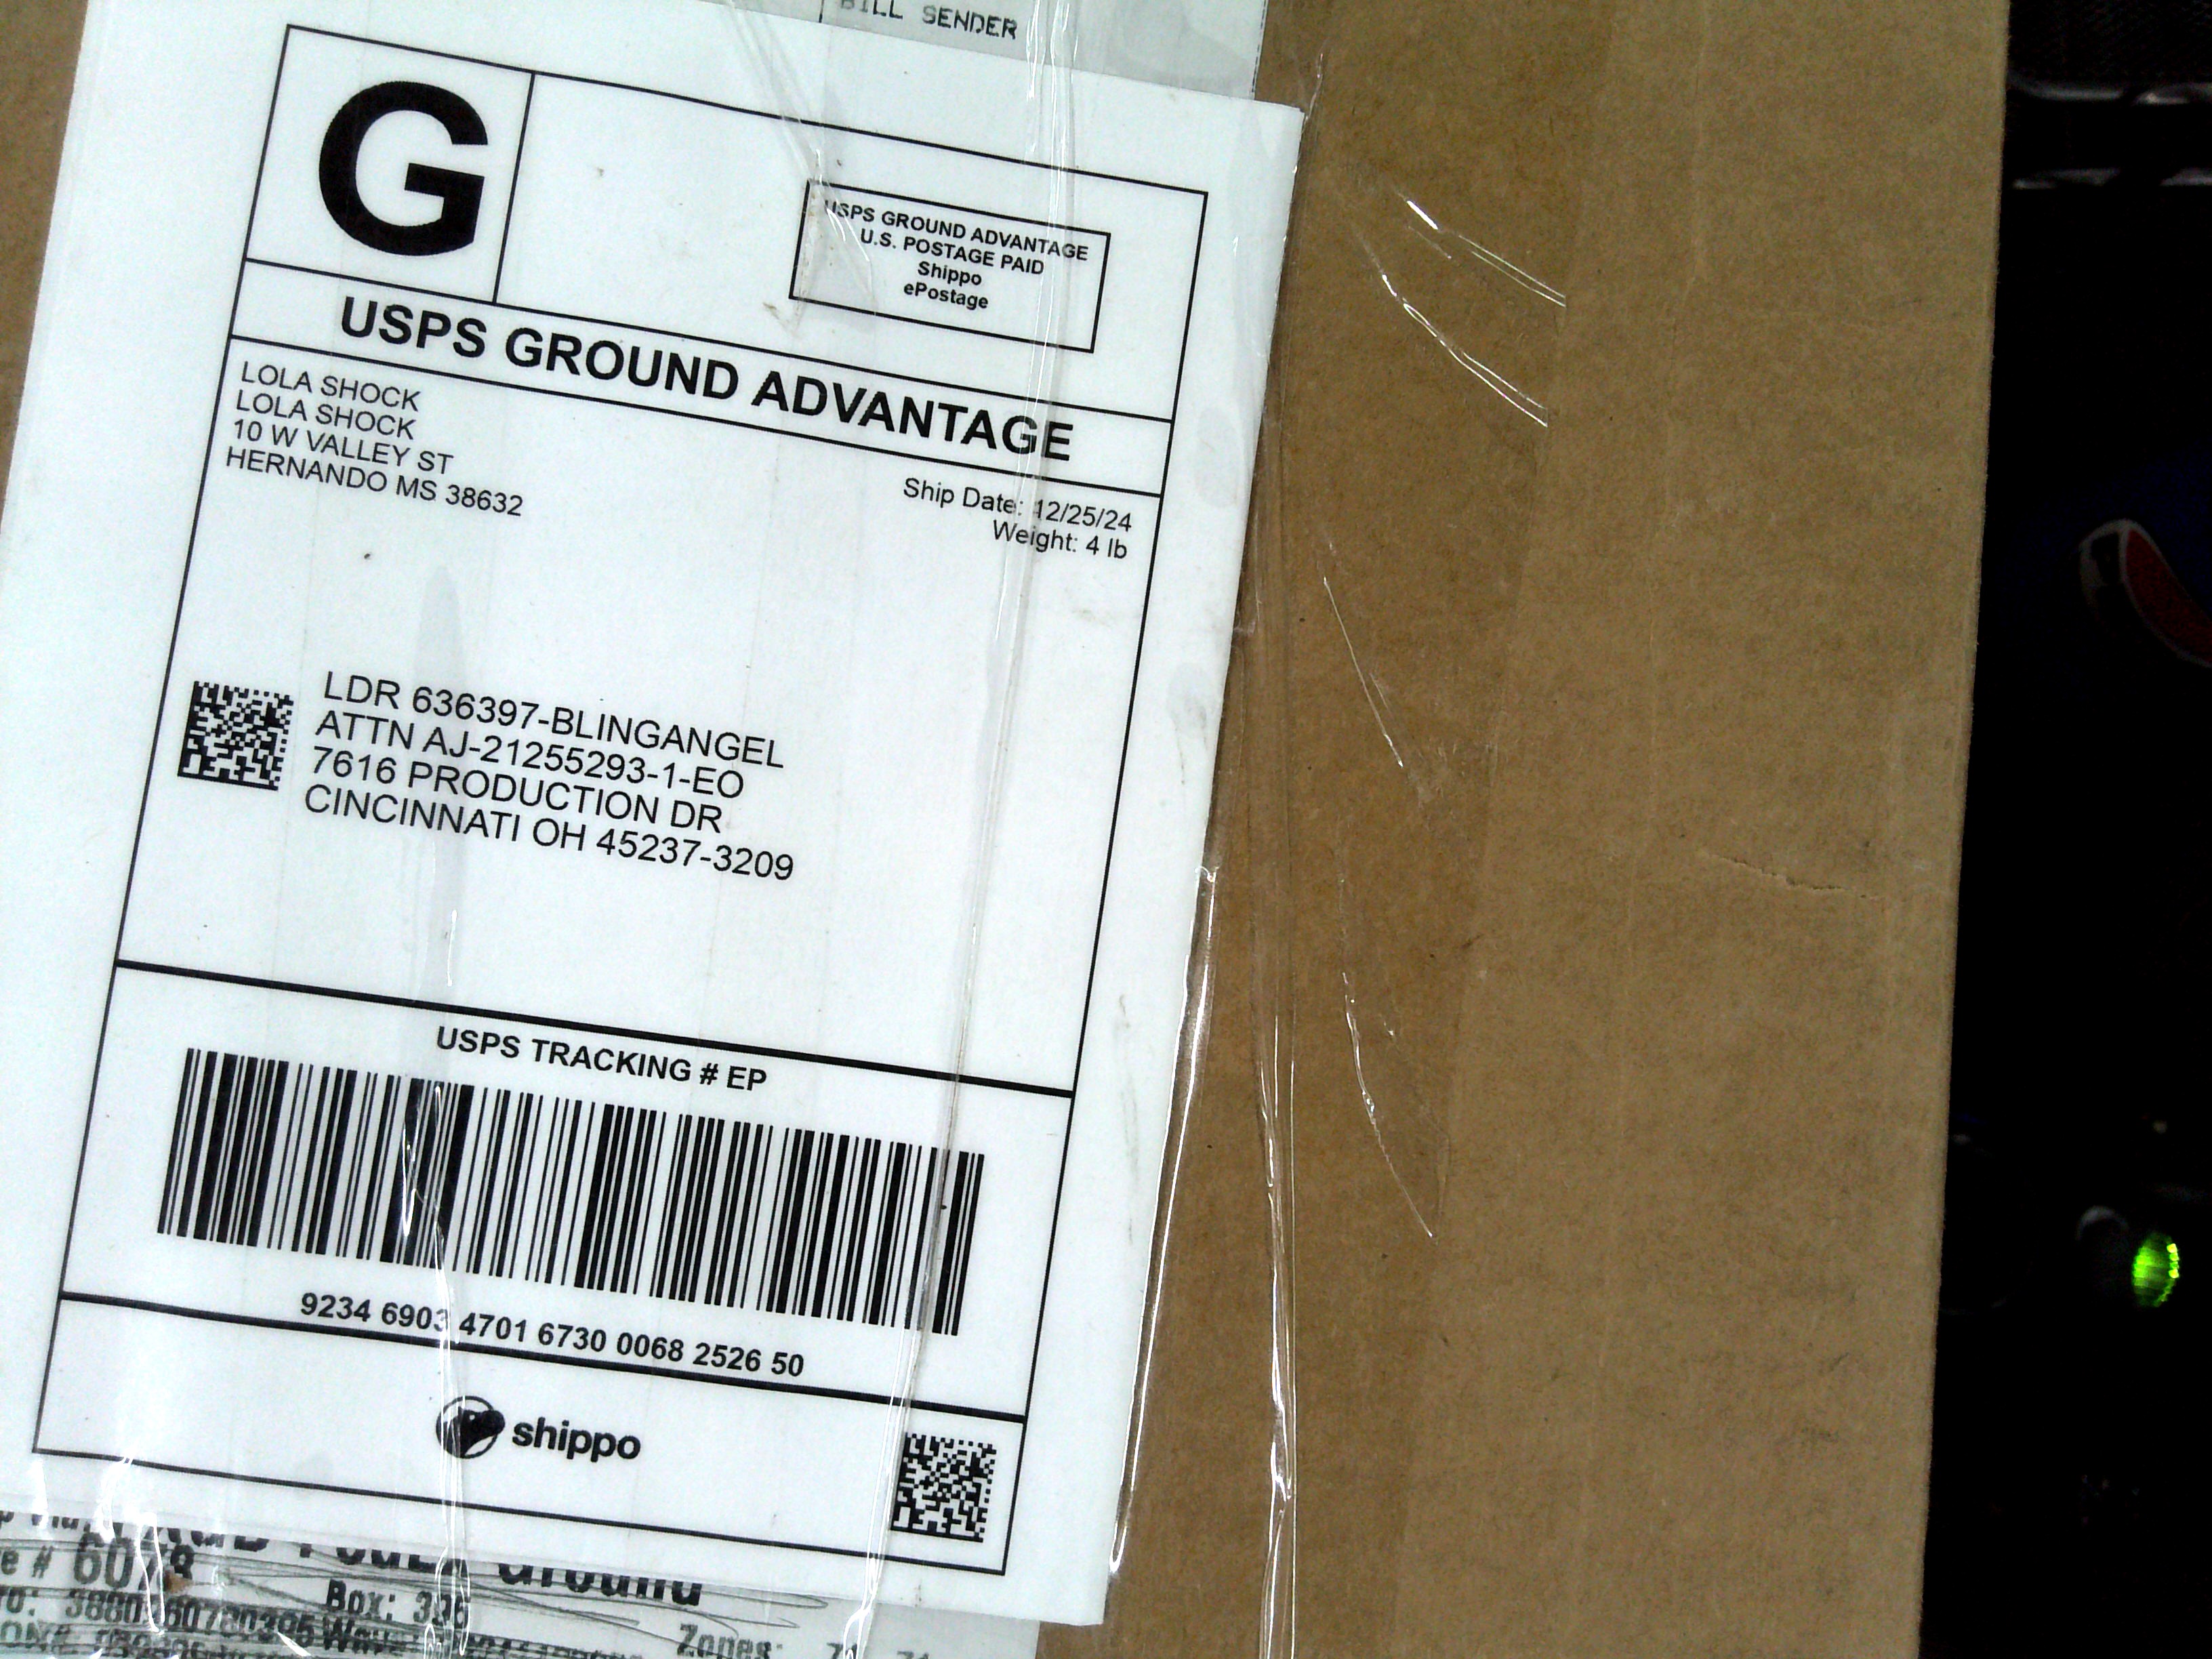 BILL SENDER
G
USPS GROUND ADVANTAGE
U.S. POSTAGE PAID
Shippo
ePostage
USPS GROUND ADVANTAGE
LOLA SHOCK
LOLA SHOCK
10 W VALLEY ST
HERNANDO MS 38632
Ship Date: 12/25/24
Weight: 4 lb
LDR 636397-BLINGANGEL
ATTN AJ-21255293-1-EO
7616 PRODUCTION DR
CINCINNATI OH 45237-3209
USPS TRACKING # EP
9234 6903 4701 6730 0068 2526 50
shippo
Ground
e # 6078
Box: 396
Zones: